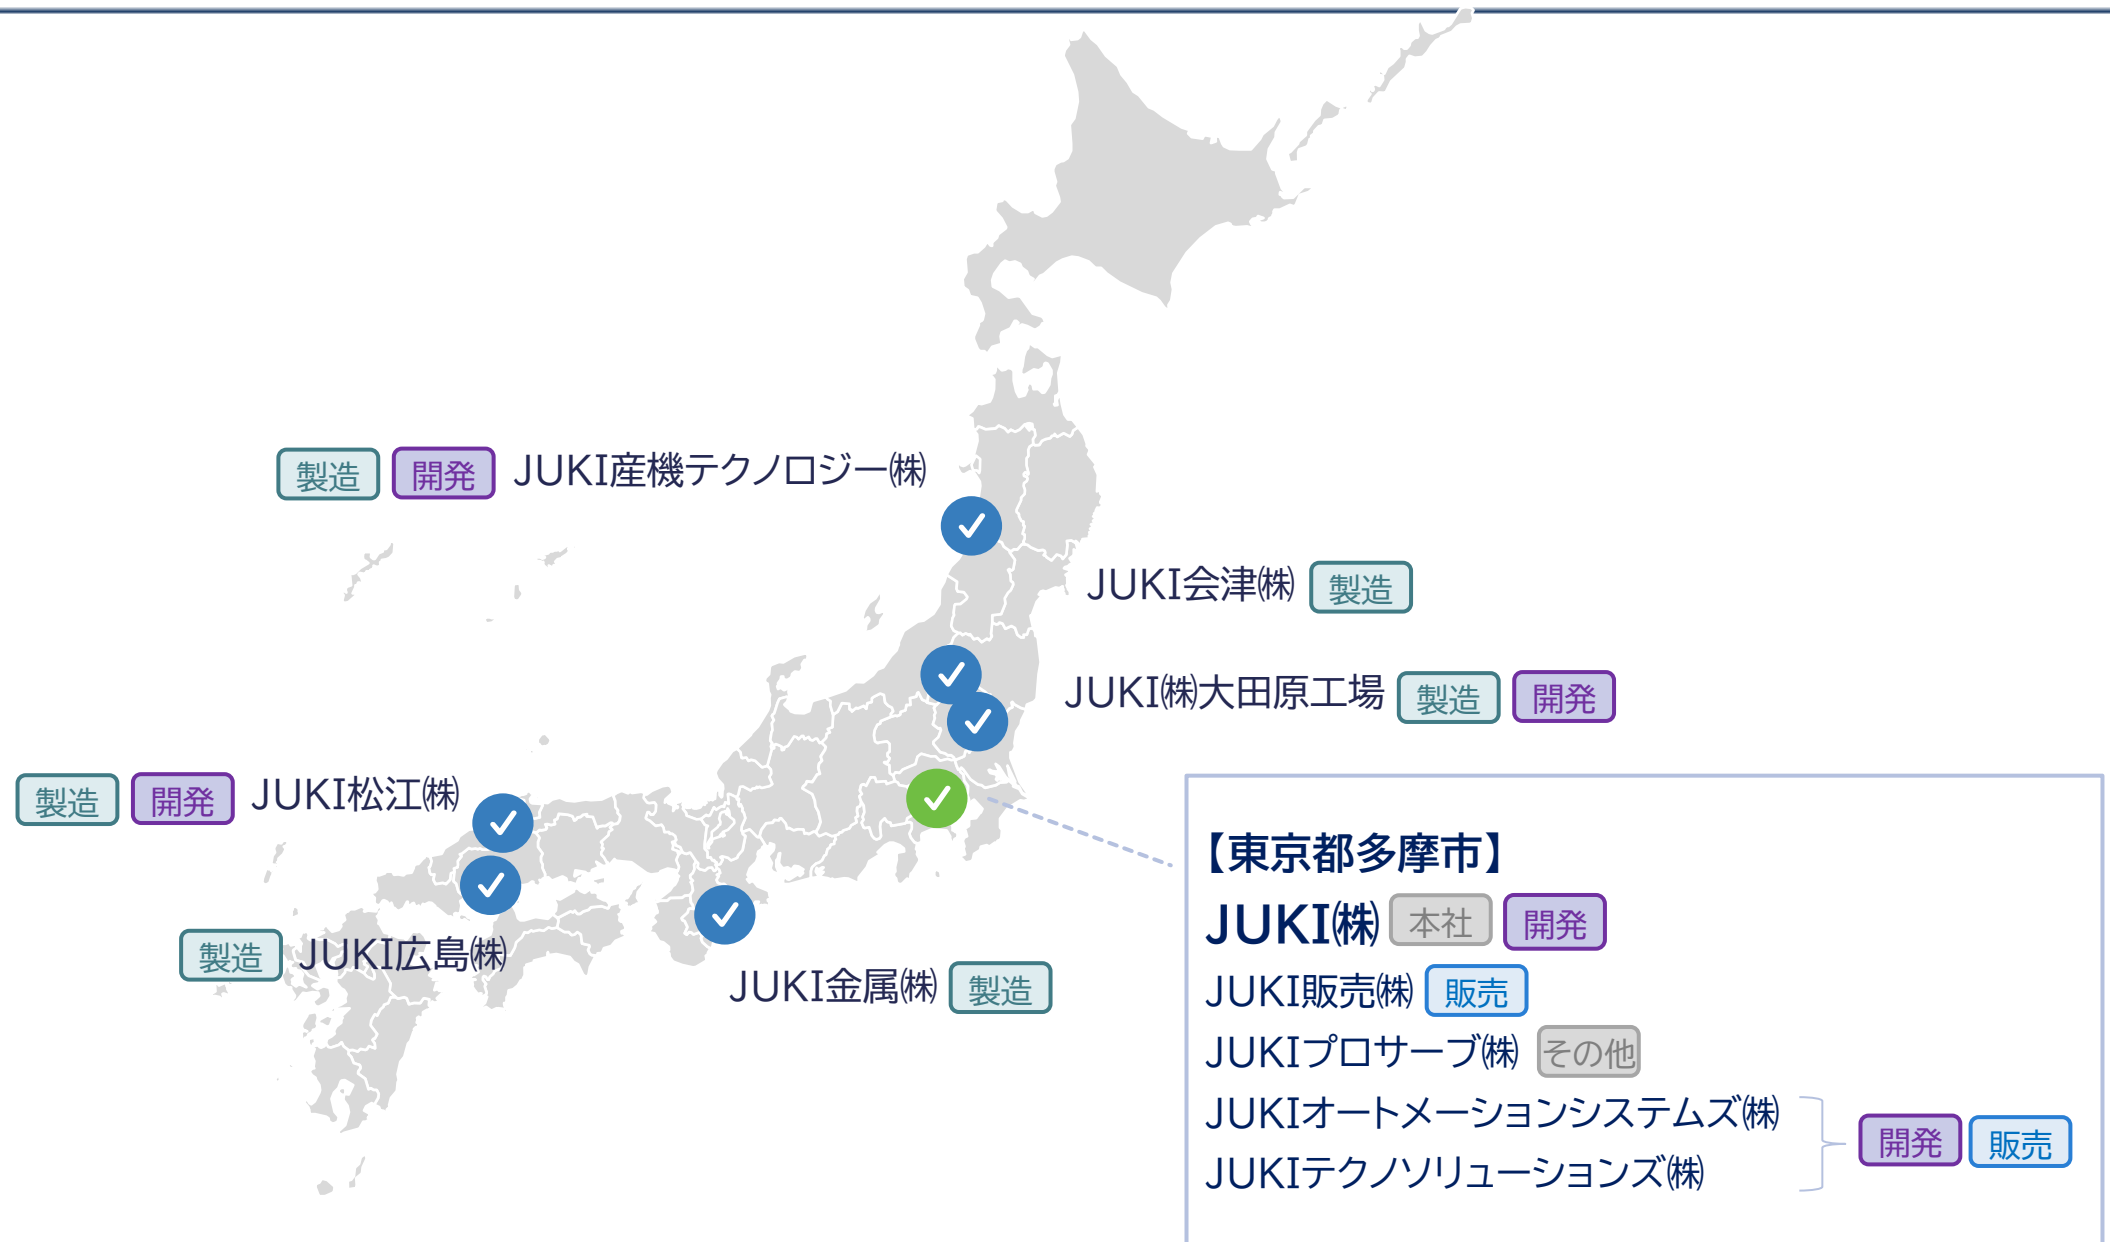 製造 開発 JUKI産機テクノロジー㈱
JUKI会津㈱ 製造
JUKI㈱大田原工場 製造 開発
製造 開発 JUKI松江㈱
製造 JUKI広島㈱
JUKI金属㈱ 製造
【東京都多摩市】
JUKI㈱ 本社 開発
JUKI販売㈱ 販売
JUKIプロサーブ㈱ その他
JUKIオートメーションシステムズ㈱
JUKIテクノソリューションズ㈱
開発 販売